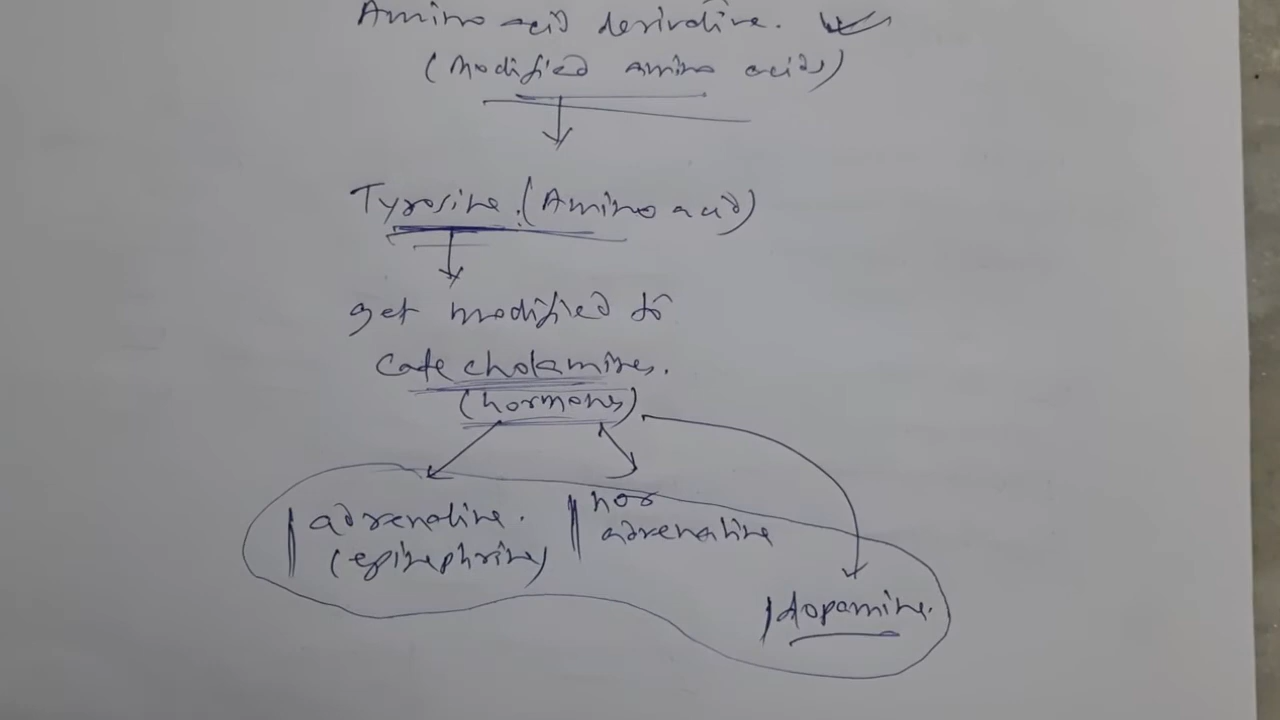 Amino acid derivative.
(Modified amino acids)
Tyrosine. (Amino acid)
get modified to
catecholamines.
(hormones)
adrenaline.
(epinephrine)
nor
adrenaline
dopamine.